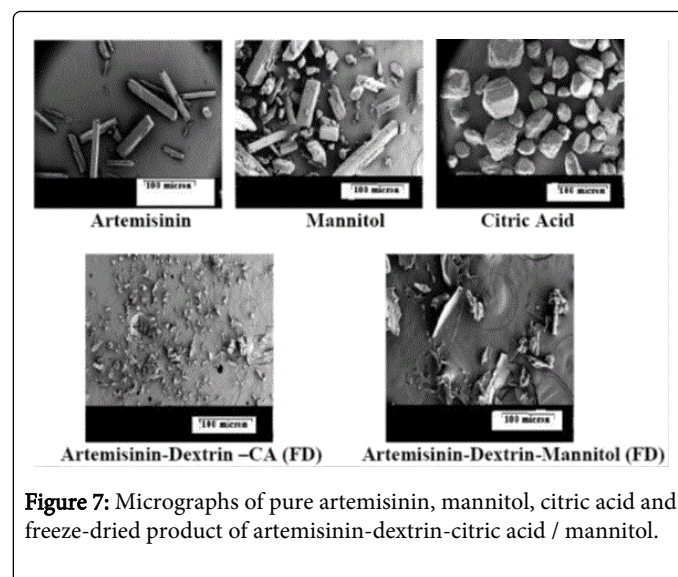 100 micron
100 micron
100 micron
Artemisinin
Mannitol
Citric Acid
100 micron
100 micron
Artemisinin-Dextrin –CA (FD)
Artemisinin-Dextrin-Mannitol (FD)
Figure 7: Micrographs of pure artemisinin, mannitol, citric acid and
freeze-dried product of artemisinin-dextrin-citric acid / mannitol.